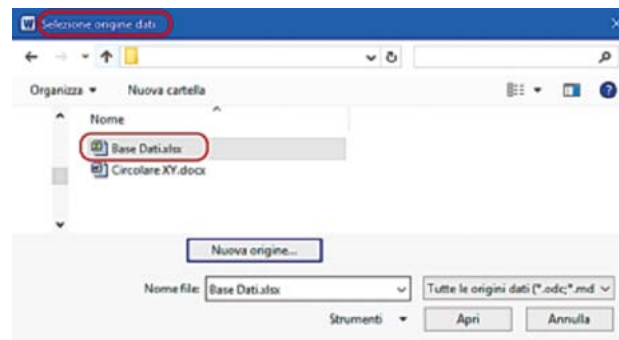 Selezione origine dati
Organizza Nuova cartella
Nome
Base Dati.xlsx
Circolare XY.docx
Nuova origine...
Nome file: Base Dati.xlsx Tutte le origini dati (*.odc;*.md
Strumenti Apri Annulla